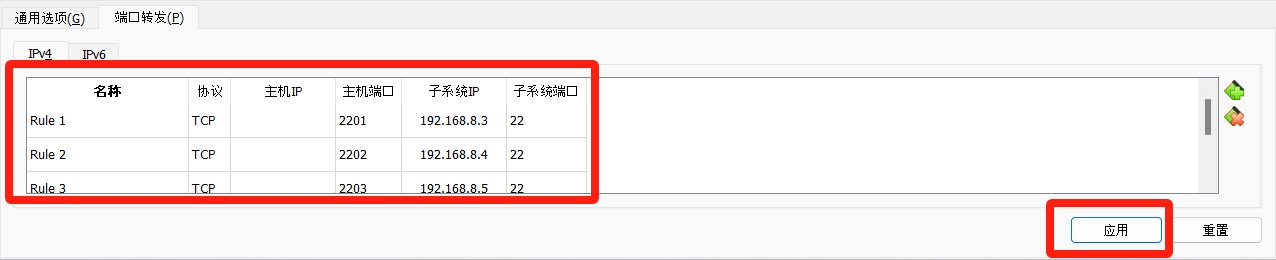 通用选项(G) 端口转发(P)
IPv4 IPv6
名称 协议 主机IP 主机端口 子系统IP 子系统端口
Rule 1 TCP 2201 192.168.8.3 22
Rule 2 TCP 2202 192.168.8.4 22
Rule 3 TCP 2203 192.168.8.5 22
应用 重置